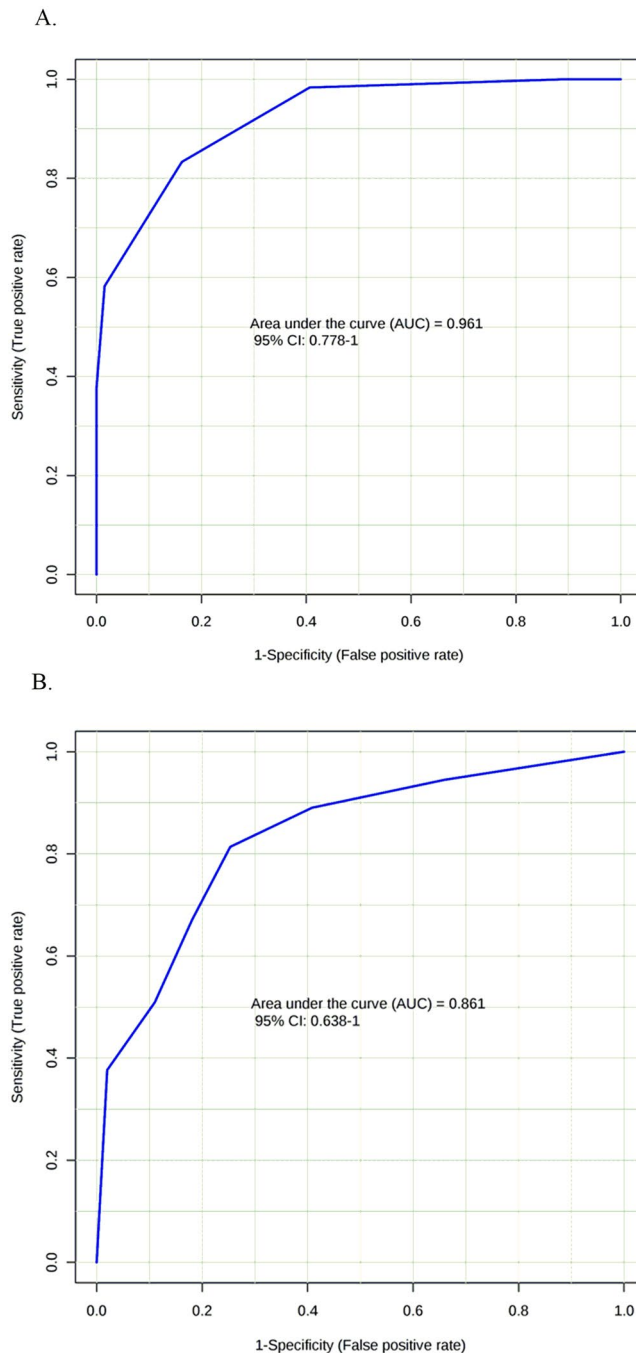 A.
1.0
0.8
0.6
0.4
0.2
0.0
Sensitivity (True positive rate)
Area under the curve (AUC) = 0.961
95% CI: 0.778-1
0.0 0.2 0.4 0.6 0.8 1.0
1-Specificity (False positive rate)
B.
1.0
0.8
0.6
0.4
0.2
0.0
Sensitivity (True positive rate)
Area under the curve (AUC) = 0.861
95% CI: 0.638-1
0.0 0.2 0.4 0.6 0.8 1.0
1-Specificity (False positive rate)